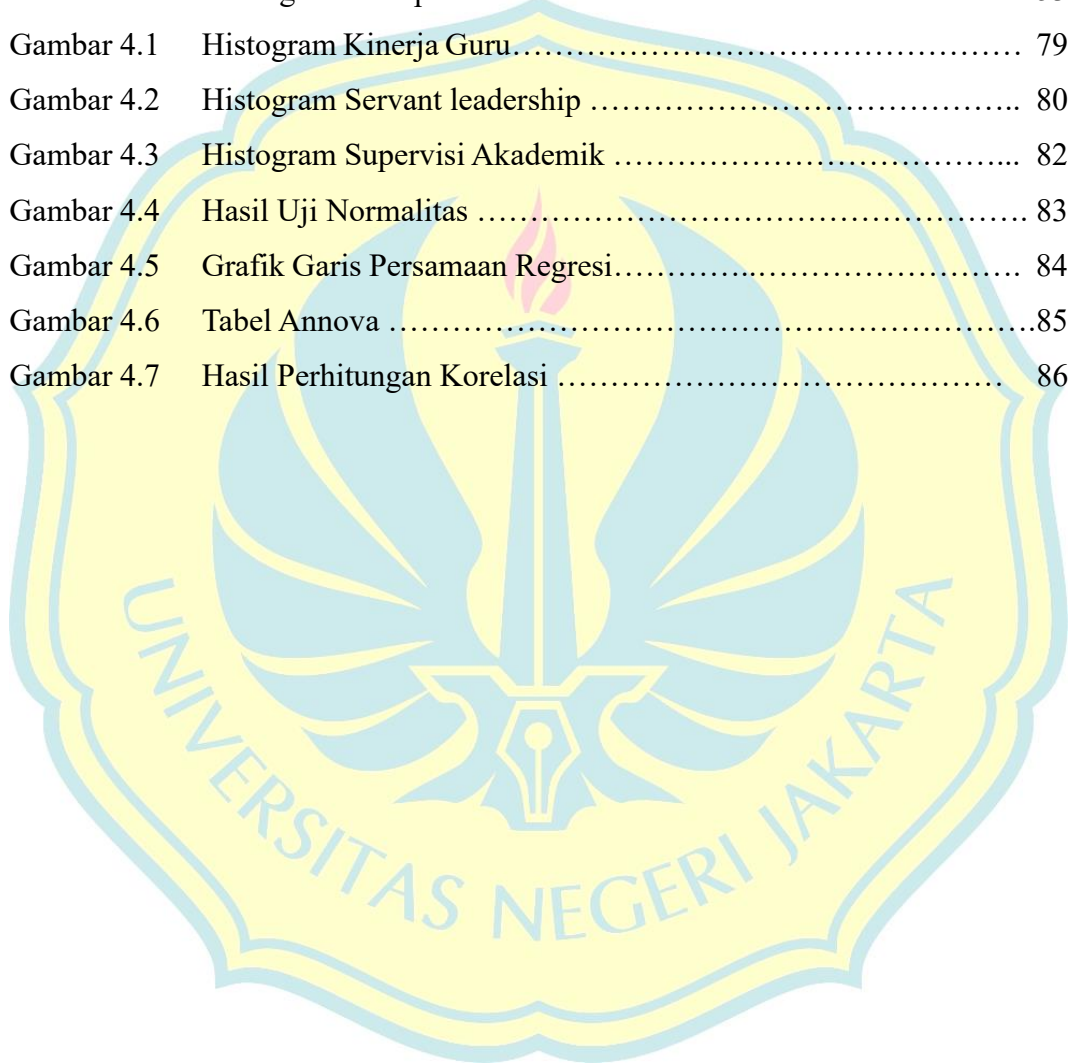 Gambar 4.1 Histogram Kinerja Guru…………….………………………………… 79
Gambar 4.2 Histogram Servant leadership ………………………………………….. 80
Gambar 4.3 Histogram Supervisi Akademik ………………………………………... 82
Gambar 4.4 Hasil Uji Normalitas …………………………………………………. 83
Gambar 4.5 Grafik Garis Persamaan Regresi…………..………………………… 84
Gambar 4.6 Tabel Annova ………………………………………………………….85
Gambar 4.7 Hasil Perhitungan Korelasi ………………………………………… 86
UNIVERSITAS NEGERI JAKARTA